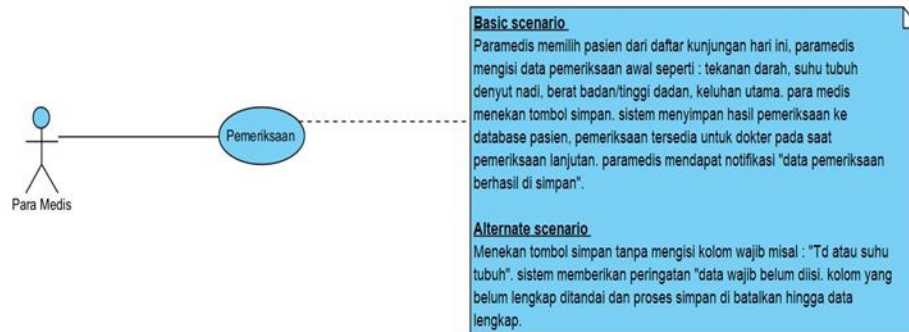 Para Medis
Pemeriksaan
Basic scenario
Paramedis memilih pasien dari daftar kunjungan hari ini, paramedis
mengisi data pemeriksaan awal seperti : tekanan darah, suhu tubuh
denyut nadi, berat badan/tinggi dadan, keluhan utama. para medis
menekan tombol simpan. sistem menyimpan hasil pemeriksaan ke
database pasien, pemeriksaan tersedia untuk dokter pada saat
pemeriksaan lanjutan. paramedis mendapat notifikasi "data pemeriksaan
berhasil di simpan".
Alternate scenario
Menekan tombol simpan tanpa mengisi kolom wajib misal : "Td atau suhu
tubuh". sistem memberikan peringatan "data wajib belum diisi. kolom yang
belum lengkap ditandai dan proses simpan di batalkan hingga data
lengkap.